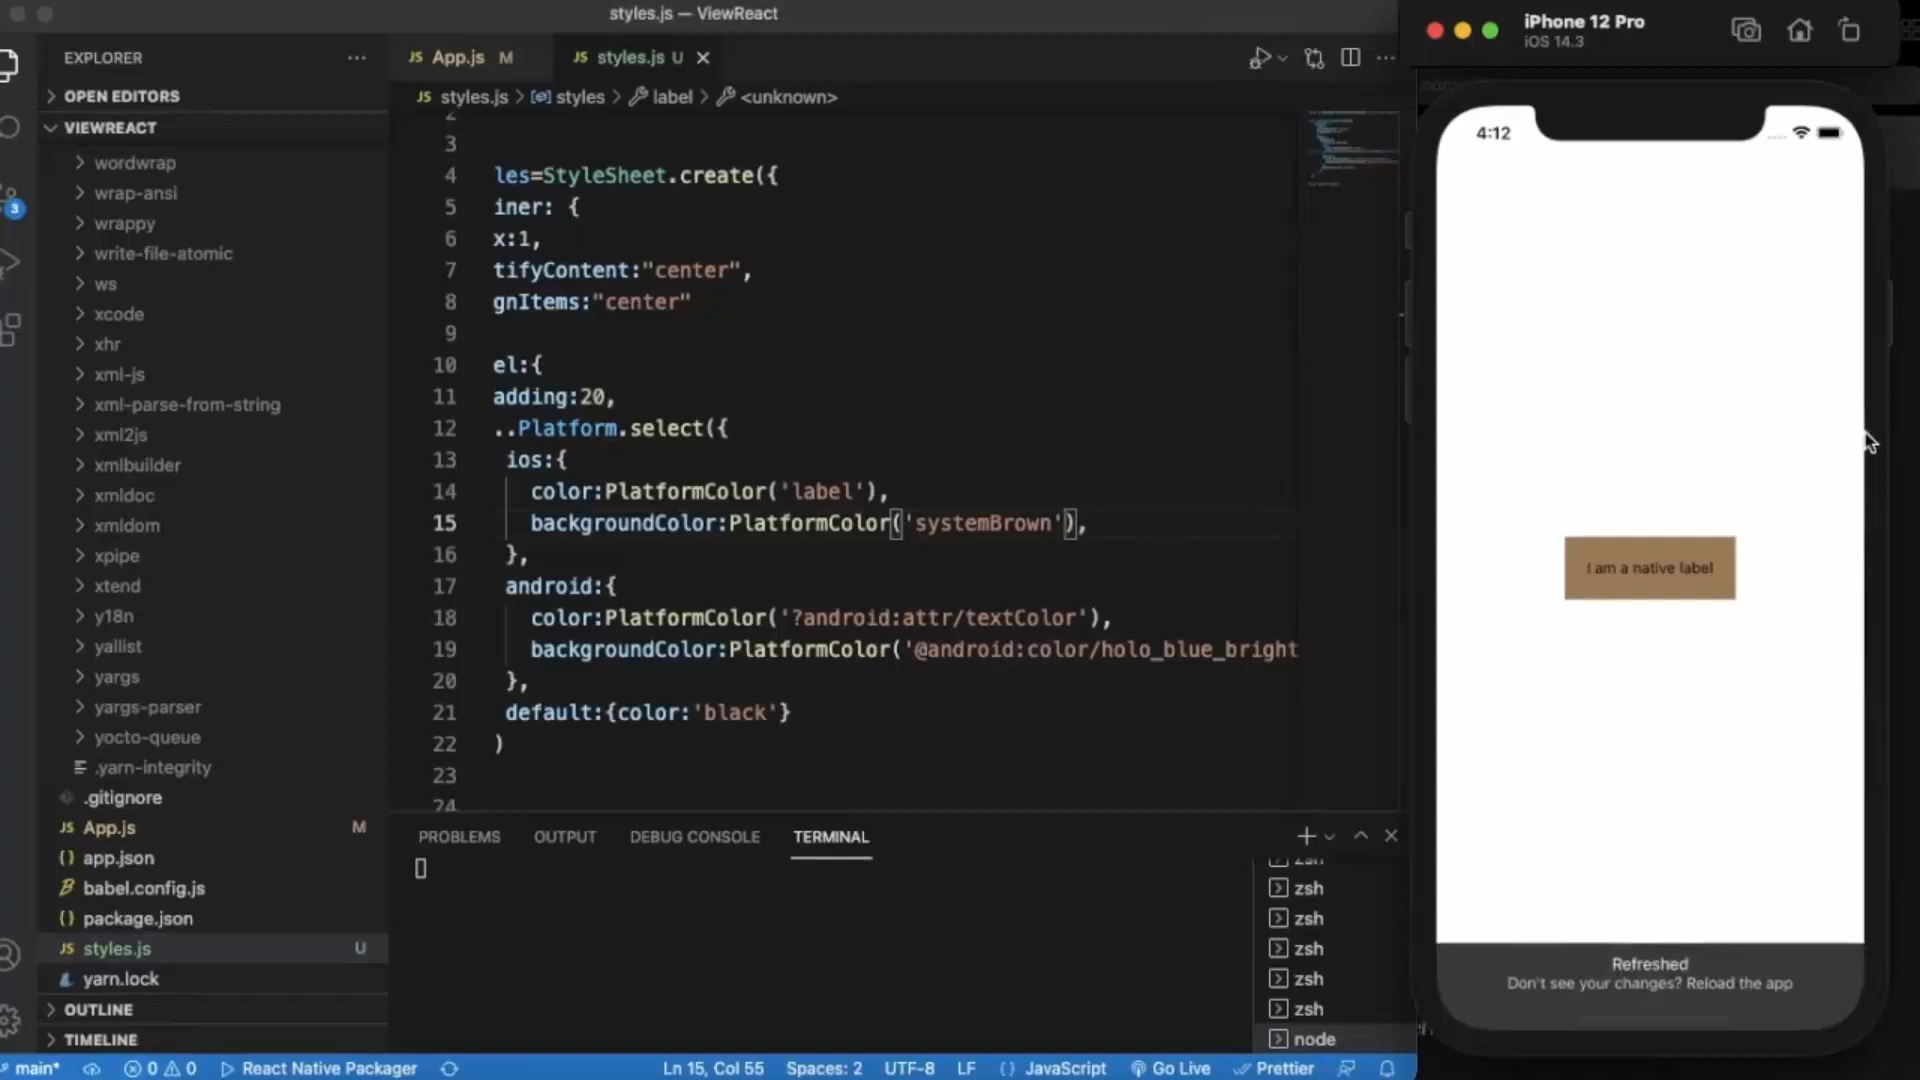 styles.js — ViewReact
EXPLORER
OPEN EDITORS
VIEWREACT
wordwrap
wrap-ansi
wrappy
write-file-atomic
ws
xcode
xhr
xml-js
xml-parse-from-string
xml2js
xmlbuilder
xmldoc
xmldom
xpipe
xtend
y18n
yallist
yargs
yargs-parser
yocto-queue
.yarn-integrity
.gitignore
JS App.js M
{} app.json
babel.config.js
{} package.json
JS styles.js U
yarn.lock
OUTLINE
TIMELINE
3
JS App.js M
JS styles.js U
JS styles.js > styles > label > <unknown>
2
3
4 les=StyleSheet.create({
5 iner: {
6 x:1,
7 tifyContent:"center",
8 gnItems:"center"
9
10 el:{
11 adding:20,
12 ..Platform.select({
13 ios:{
14 color:PlatformColor('label'),
15 backgroundColor:PlatformColor('systemBrown'),
16 },
17 android:{
18 color:PlatformColor('?android:attr/textColor'),
19 backgroundColor:PlatformColor('@android:color/holo_blue_bright
20 },
21 default:{color:'black'}
22 )
23
24
PROBLEMS OUTPUT DEBUG CONSOLE TERMINAL
zsh
zsh
zsh
zsh
zsh
zsh
node
main* 0 0 React Native Packager Ln 15, Col 55 Spaces: 2 UTF-8 LF {} JavaScript Go Live Prettier
iPhone 12 Pro
iOS 14.3
4:12
I am a native label
Refreshed
Don't see your changes? Reload the app